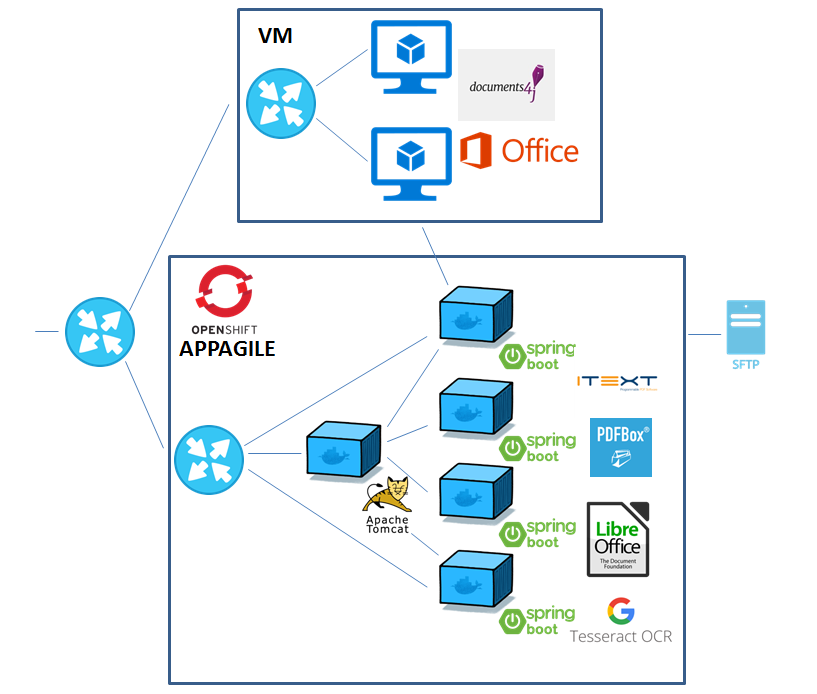 VM
documents4j
Office
OPENSHIFT
APPAGILE
spring
boot
iTEXT
SFTP
spring
boot
PDFBox®
Apache
Tomcat
spring
boot
Libre
Office
The Document
Foundation
spring
boot
Tesseract OCR